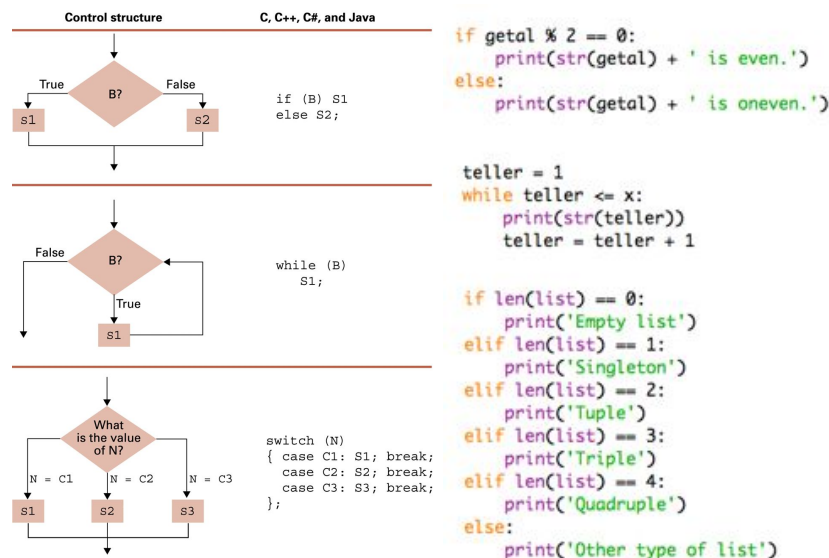 Control structure
C, C++, C#, and Java
True
B?
False
S1
S2
if (B) S1
else S2;
False
B?
True
S1
while (B)
S1;
What
is the value
of N?
N = C1
N = C2
N = C3
S1
S2
S3
switch (N)
{ case C1: S1; break;
case C2: S2; break;
case C3: S3; break;
};
if getal % 2 == 0:
print(str(getal) + ' is even.')
else:
print(str(getal) + ' is oneven.')
teller = 1
while teller <= x:
print(str(teller))
teller = teller + 1
if len(list) == 0:
print('Empty list')
elif len(list) == 1:
print('Singleton')
elif len(list) == 2:
print('Tuple')
elif len(list) == 3:
print('Triple')
elif len(list) == 4:
print('Quadruple')
else:
print('Other type of list')